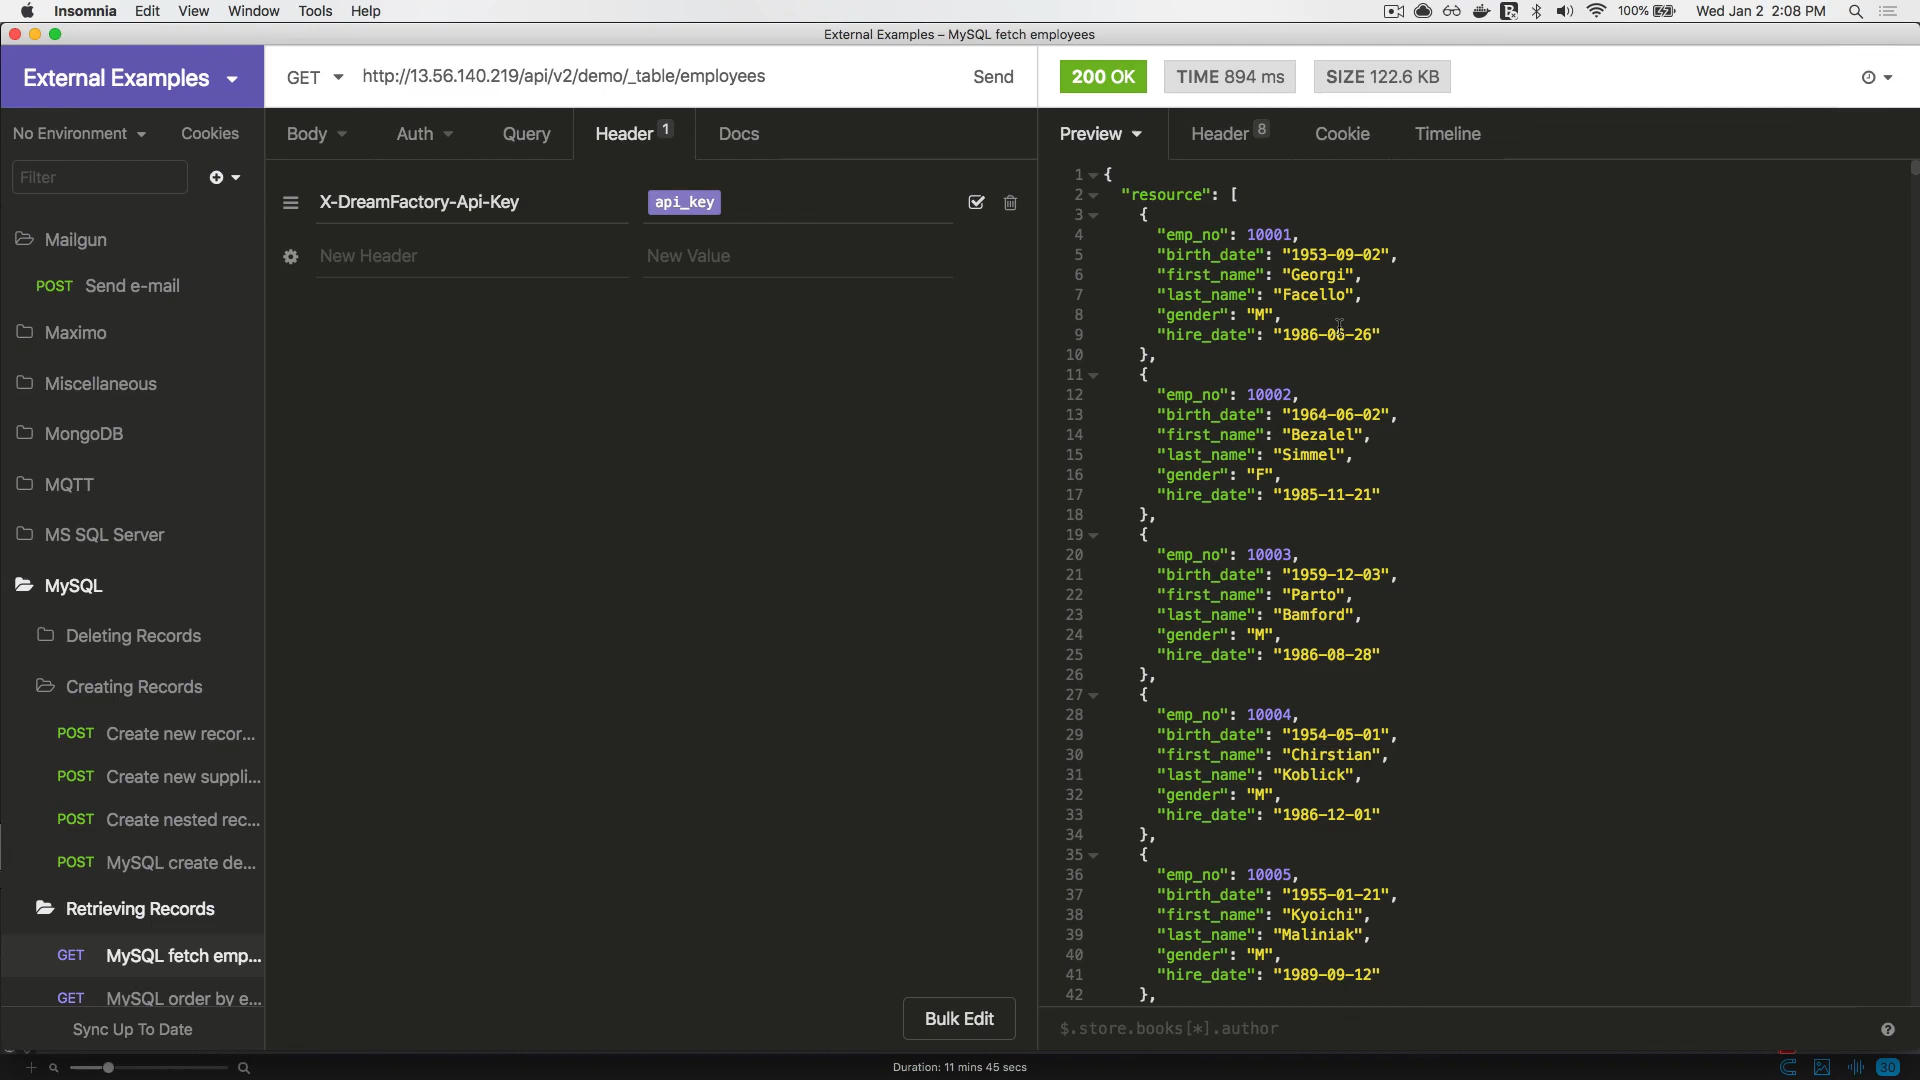 Insomnia Edit View Window Tools Help
100% Wed Jan 2 2:08 PM
External Examples – MySQL fetch employees
External Examples
GET http://13.56.140.219/api/v2/demo/_table/employees Send
200 OK TIME 894 ms SIZE 122.6 KB
No Environment Cookies
Body Auth Query Header 1 Docs
Preview Header 8 Cookie Timeline
Filter
Mailgun
POST Send e-mail
Maximo
Miscellaneous
MongoDB
MQTT
MS SQL Server
MySQL
Deleting Records
Creating Records
POST Create new recor...
POST Create new suppli...
POST Create nested rec...
POST MySQL create de...
Retrieving Records
GET MySQL fetch emp...
GET MySQL order by e...
Sync Up To Date
X-DreamFactory-Api-Key api_key
New Header New Value
Bulk Edit
1 {
2 "resource": [
3 {
4 "emp_no": 10001,
5 "birth_date": "1953-09-02",
6 "first_name": "Georgi",
7 "last_name": "Facello",
8 "gender": "M",
9 "hire_date": "1986-06-26"
10 },
11 {
12 "emp_no": 10002,
13 "birth_date": "1964-06-02",
14 "first_name": "Bezalel",
15 "last_name": "Simmel",
16 "gender": "F",
17 "hire_date": "1985-11-21"
18 },
19 {
20 "emp_no": 10003,
21 "birth_date": "1959-12-03",
22 "first_name": "Parto",
23 "last_name": "Bamford",
24 "gender": "M",
25 "hire_date": "1986-08-28"
26 },
27 {
28 "emp_no": 10004,
29 "birth_date": "1954-05-01",
30 "first_name": "Chirstian",
31 "last_name": "Koblick",
32 "gender": "M",
33 "hire_date": "1986-12-01"
34 },
35 {
36 "emp_no": 10005,
37 "birth_date": "1955-01-21",
38 "first_name": "Kyoichi",
39 "last_name": "Maliniak",
40 "gender": "M",
41 "hire_date": "1989-09-12"
42 },
$.store.books[*].author
Duration: 11 mins 45 secs
30